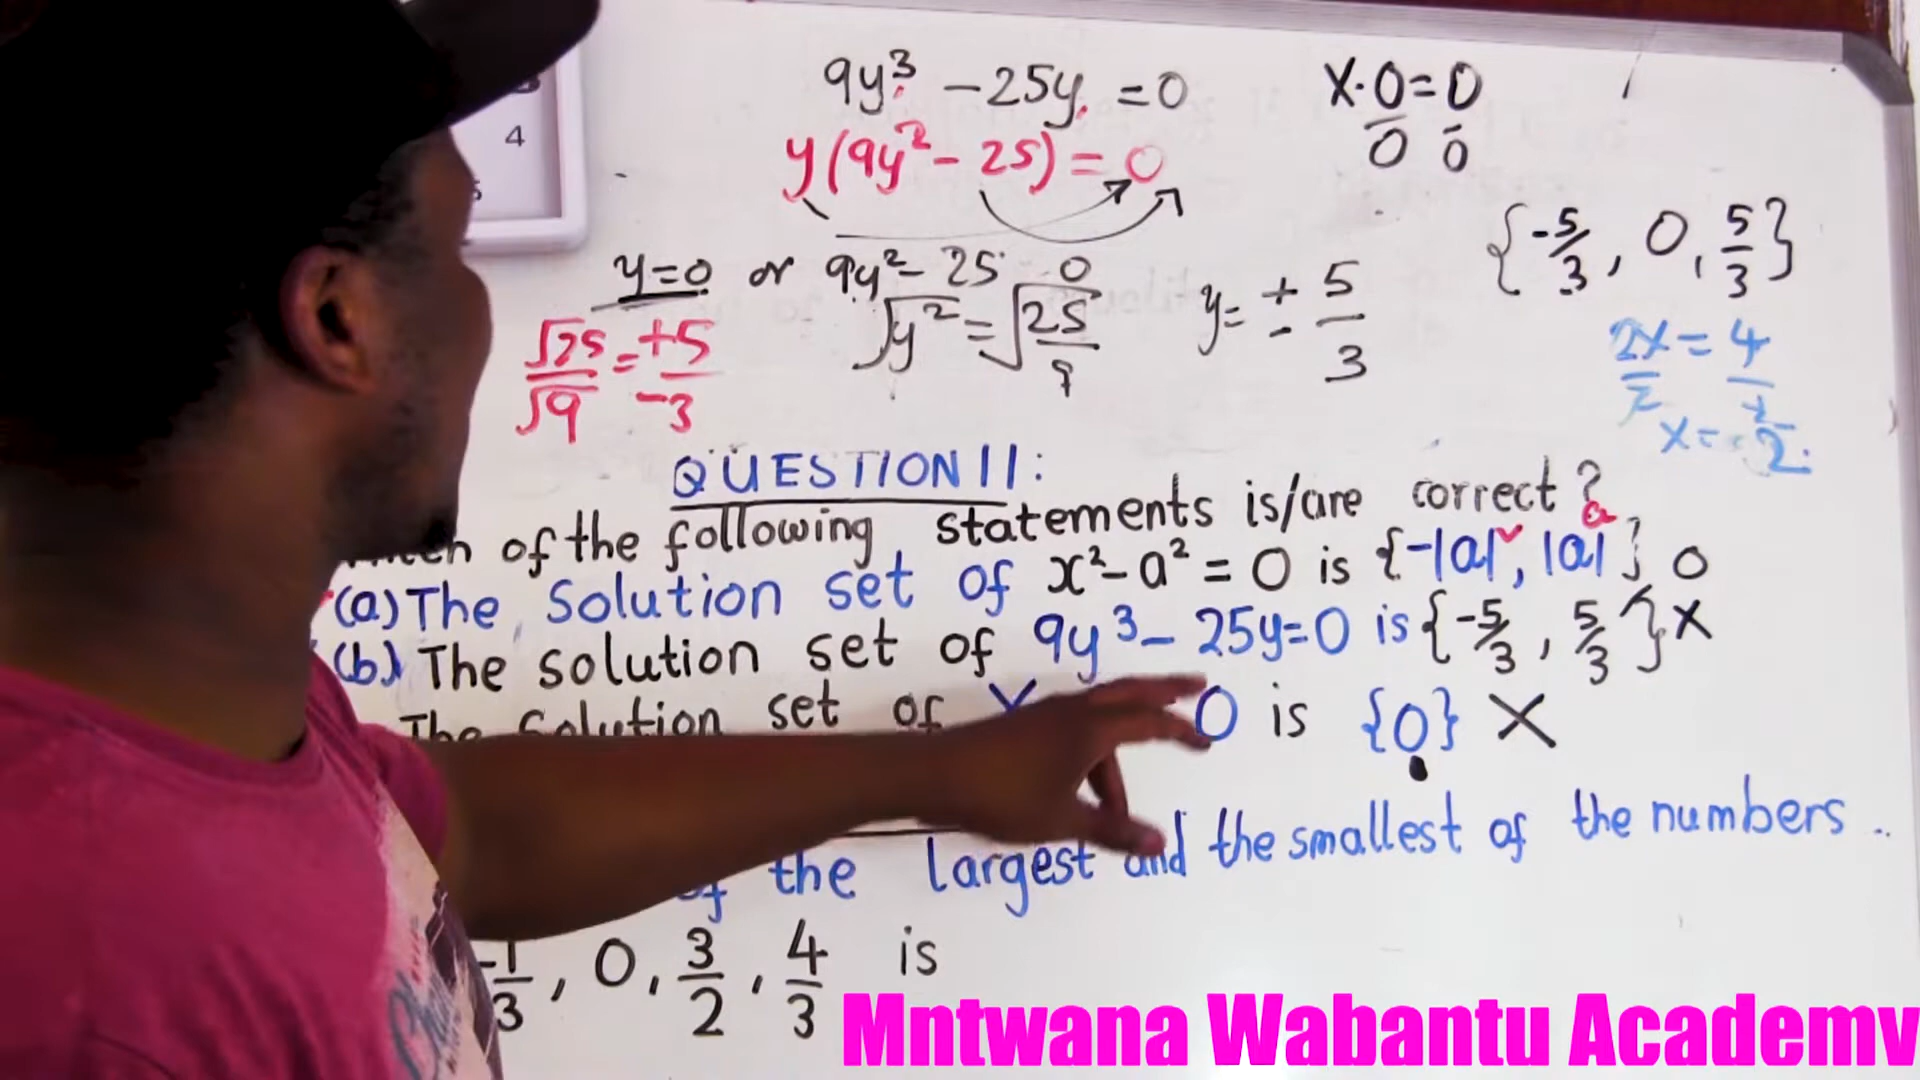 4
9y³ - 25y = 0
x·0=0
0 0
y(9y² - 25) = 0
{-5/3, 0, 5/3}
y=0 or 9y² - 25 0
√y² = √25/9
y= ± 5/3
√25/√9 = +5/-3
2x = 4
x = 2
QUESTION 11:
of the following statements is/are correct?
(a) The solution set of x² - a² = 0 is {-|a|, |a|} 0
a
(b) The solution set of 9y³ - 25y=0 is {-5/3, 5/3} X
The solution set of 0 is {0} X
of the largest and the smallest of the numbers ..
-1/3, 0, 3/2, 4/3 is
Mntwana Wabantu Academy